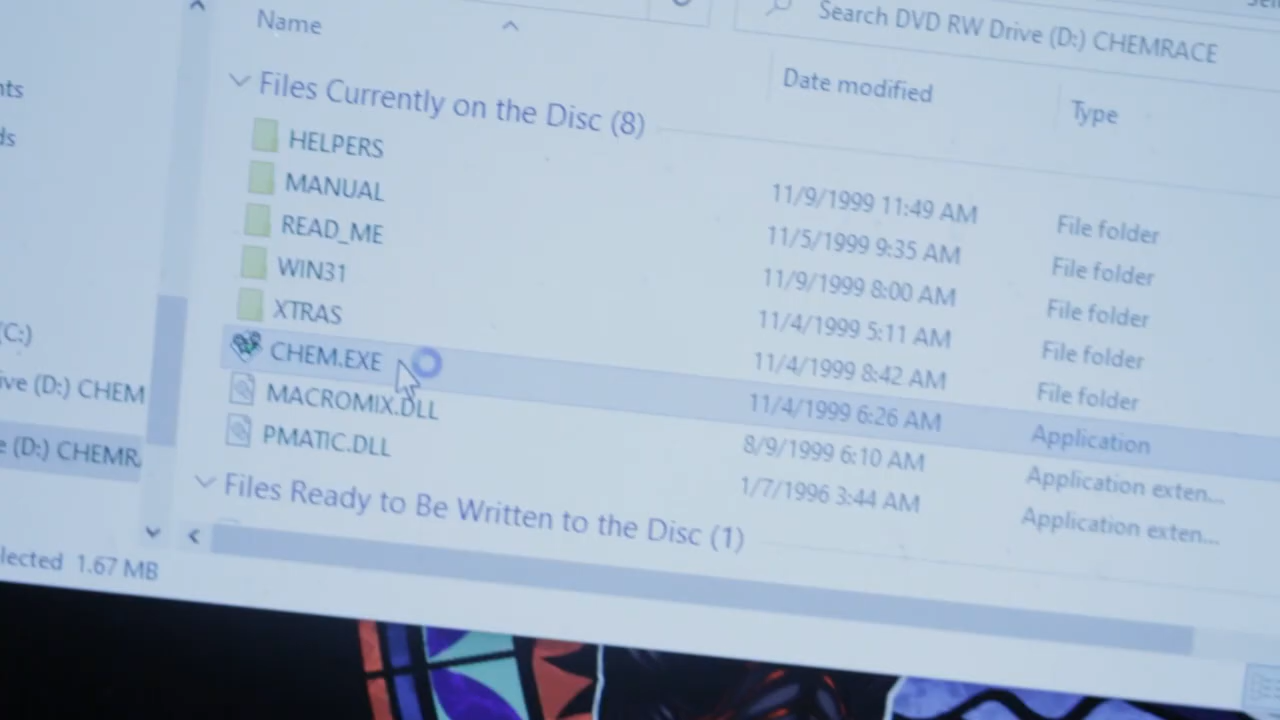 Search DVD RW Drive (D:) CHEMRACE
Name
Date modified
Type
Files Currently on the Disc (8)
HELPERS 11/9/1999 11:49 AM File folder
MANUAL 11/5/1999 9:35 AM File folder
READ_ME 11/9/1999 8:00 AM File folder
WIN31 11/4/1999 5:11 AM File folder
XTRAS 11/4/1999 8:42 AM File folder
CHEM.EXE 11/4/1999 6:26 AM Application
MACROMIX.DLL 8/9/1999 6:10 AM Application exten...
PMATIC.DLL 1/7/1996 3:44 AM Application exten...
Files Ready to Be Written to the Disc (1)
nts
ds
(C:)
ive (D:) CHEM
e (D:) CHEMRA
lected 1.67 MB